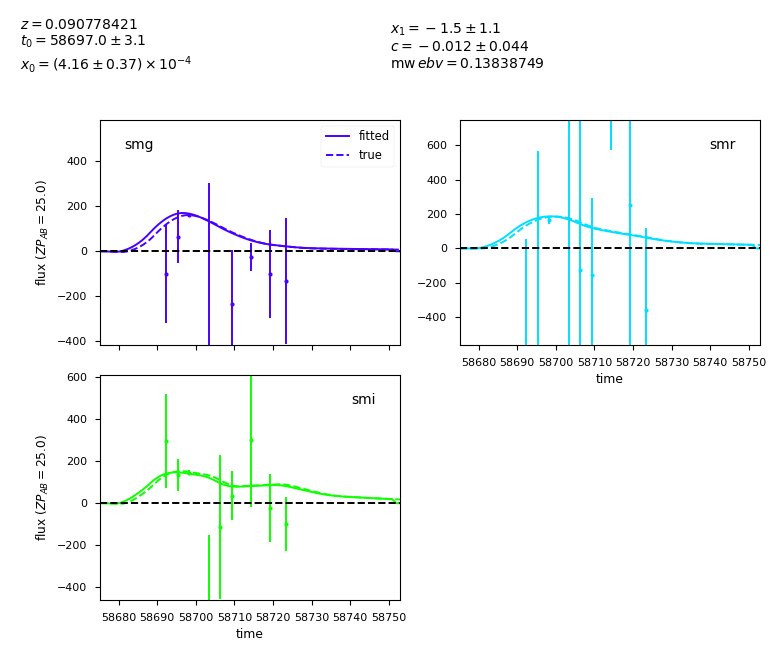 z = 0.090778421
t₀ = 58697.0 ± 3.1
x₀ = (4.16 ± 0.37) × 10⁻⁴
x₁ = −1.5 ± 1.1
c = −0.012 ± 0.044
mw ebv = 0.13838749
smg
fitted
true
400
200
0
−200
−400
flux (ZP_AB = 25.0)
smr
600
400
200
0
−200
−400
58680 58690 58700 58710 58720 58730 58740 58750
time
smi
600
400
200
0
−200
−400
flux (ZP_AB = 25.0)
58680 58690 58700 58710 58720 58730 58740 58750
time